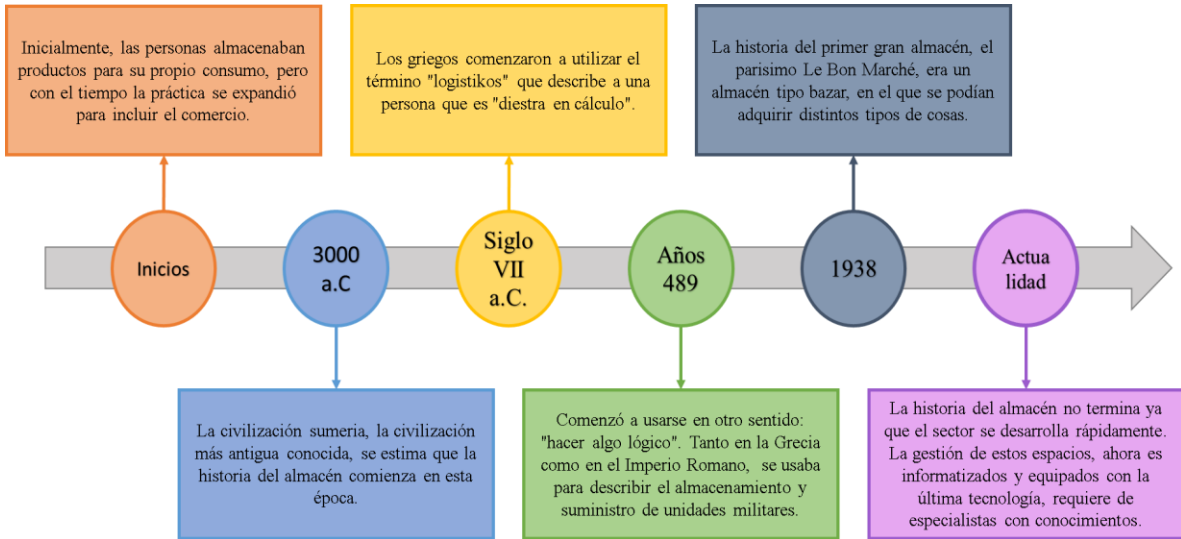 Inicialmente, las personas almacenaban
productos para su propio consumo, pero
con el tiempo la práctica se expandió
para incluir el comercio.
Los griegos comenzaron a utilizar el
término "logistikos" que describe a una
persona que es "diestra en cálculo".
La historia del primer gran almacén, el
parisimo Le Bon Marché, era un
almacén tipo bazar, en el que se podían
adquirir distintos tipos de cosas.
Inicios
3000
a.C
Siglo
VII
a.C.
Años
489
1938
Actua
lidad
La civilización sumeria, la civilización
más antigua conocida, se estima que la
historia del almacén comienza en esta
época.
Comenzó a usarse en otro sentido:
"hacer algo lógico". Tanto en la Grecia
como en el Imperio Romano, se usaba
para describir el almacenamiento y
suministro de unidades militares.
La historia del almacén no termina ya
que el sector se desarrolla rápidamente.
La gestión de estos espacios, ahora es
informatizados y equipados con la
última tecnología, requiere de
especialistas con conocimientos.